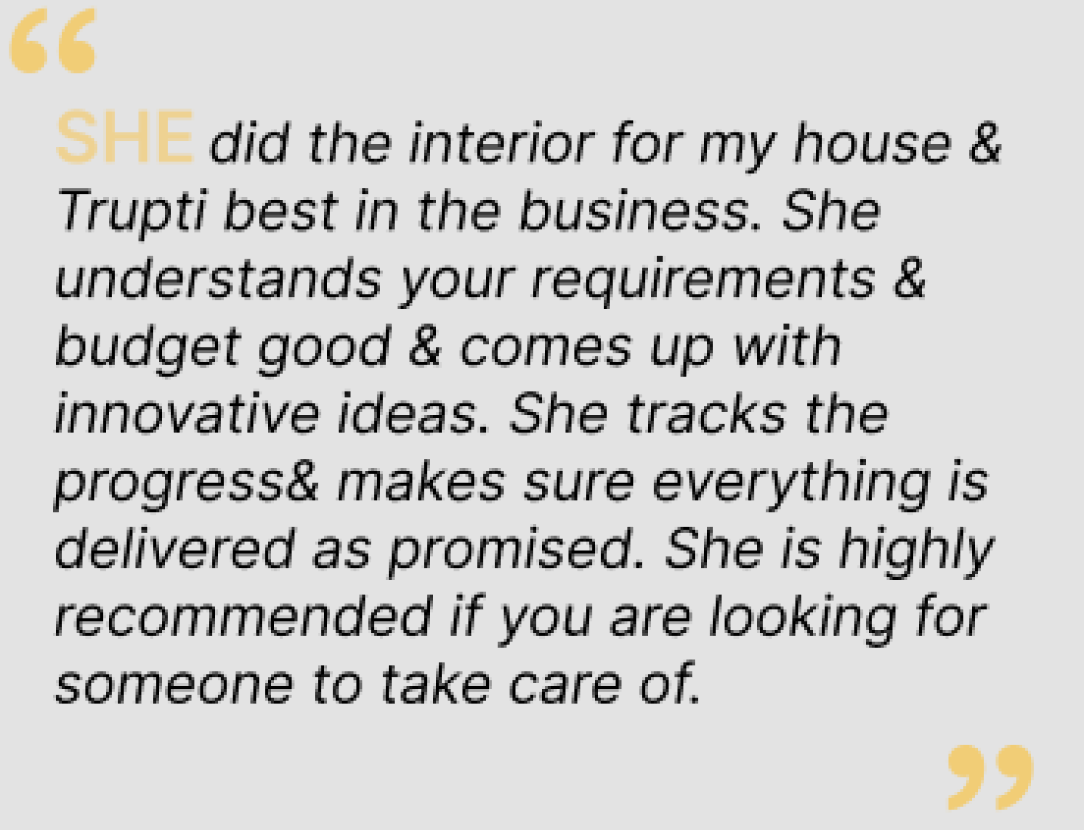 “
SHE did the interior for my house &
Trupti best in the business. She
understands your requirements &
budget good & comes up with
innovative ideas. She tracks the
progress& makes sure everything is
delivered as promised. She is highly
recommended if you are looking for
someone to take care of.
”